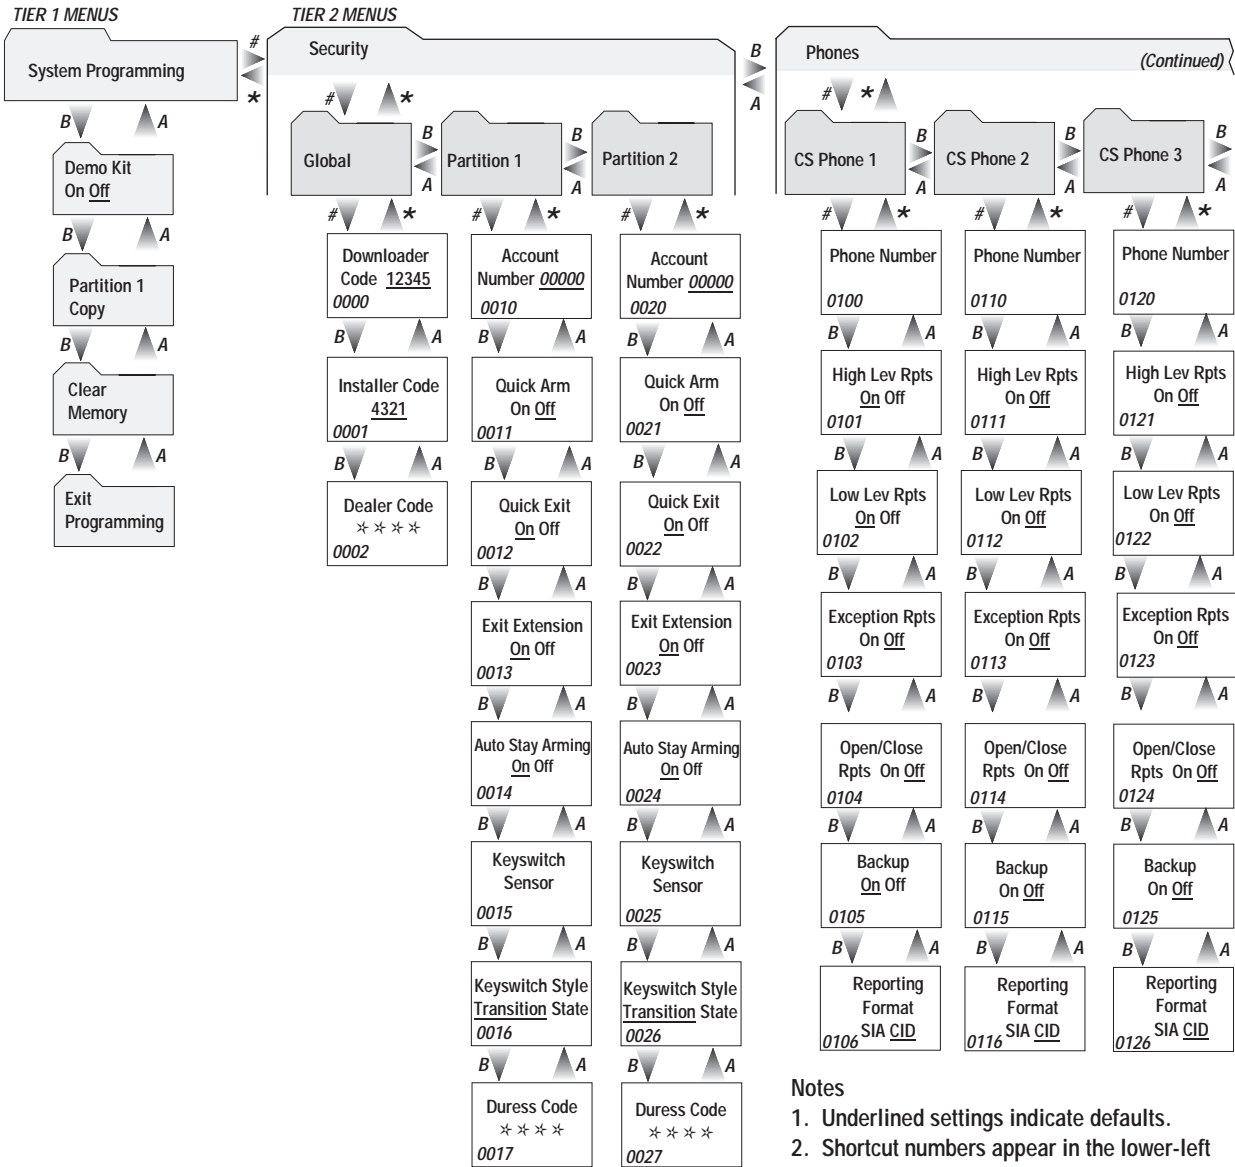 TIER 1 MENUS
TIER 2 MENUS
System Programming
#
*
Security
B
A
Phones
(Continued)
B A
Demo Kit
On Off
B A
Partition 1
Copy
B A
Clear
Memory
B A
Exit
Programming
# *
Global
B
A
Partition 1
B
A
Partition 2
# *
Downloader
Code 12345
0000
B A
Installer Code
4321
0001
B A
Dealer Code
****
0002
# *
Account
Number 00000
0010
B A
Quick Arm
On Off
0011
B A
Quick Exit
On Off
0012
B A
Exit Extension
On Off
0013
B A
Auto Stay Arming
On Off
0014
B A
Keyswitch
Sensor
0015
B A
Keyswitch Style
Transition State
0016
B A
Duress Code
****
0017
# *
Account
Number 00000
0020
B A
Quick Arm
On Off
0021
B A
Quick Exit
On Off
0022
B A
Exit Extension
On Off
0023
B A
Auto Stay Arming
On Off
0024
B A
Keyswitch
Sensor
0025
B A
Keyswitch Style
Transition State
0026
B A
Duress Code
****
0027
# *
CS Phone 1
B
A
CS Phone 2
B
A
CS Phone 3
B
A
# *
Phone Number
0100
B A
High Lev Rpts
On Off
0101
B A
Low Lev Rpts
On Off
0102
B A
Exception Rpts
On Off
0103
B A
Open/Close
Rpts On Off
0104
B A
Backup
On Off
0105
B A
Reporting
Format
SIA CID
0106
# *
Phone Number
0110
B A
High Lev Rpts
On Off
0111
B A
Low Lev Rpts
On Off
0112
B A
Exception Rpts
On Off
0113
B A
Open/Close
Rpts On Off
0114
B A
Backup
On Off
0115
B A
Reporting
Format
SIA CID
0116
# *
Phone Number
0120
B A
High Lev Rpts
On Off
0121
B A
Low Lev Rpts
On Off
0122
B A
Exception Rpts
On Off
0123
B A
Open/Close
Rpts On Off
0124
B A
Backup
On Off
0125
B A
Reporting
Format
SIA CID
0126
Notes
1. Underlined settings indicate defaults.
2. Shortcut numbers appear in the lower-left